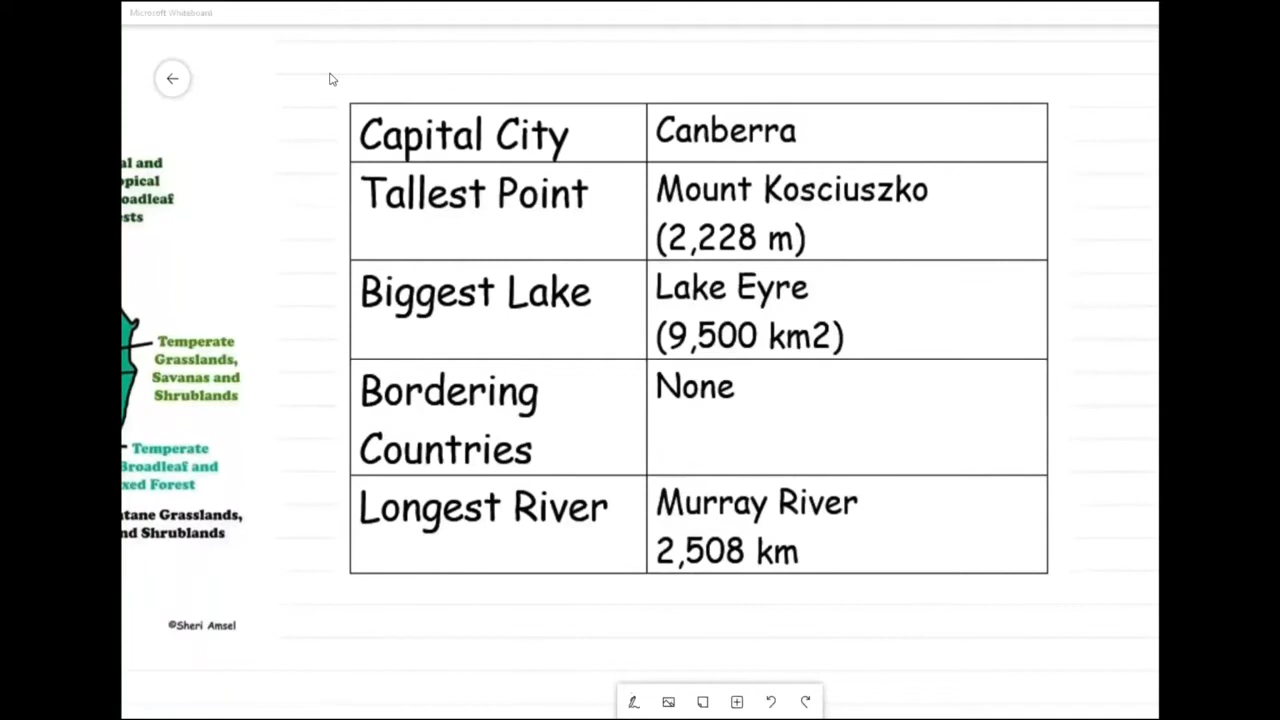 Microsoft Whiteboard
al and
pical
oadleaf
sts
Temperate
Grasslands,
Savanas and
Shrublands
Temperate
Broadleaf and
xed Forest
tane Grasslands,
nd Shrublands
©Sheri Amsel
Capital City
Canberra
Tallest Point
Mount Kosciuszko
(2,228 m)
Biggest Lake
Lake Eyre
(9,500 km2)
Bordering
Countries
None
Longest River
Murray River
2,508 km